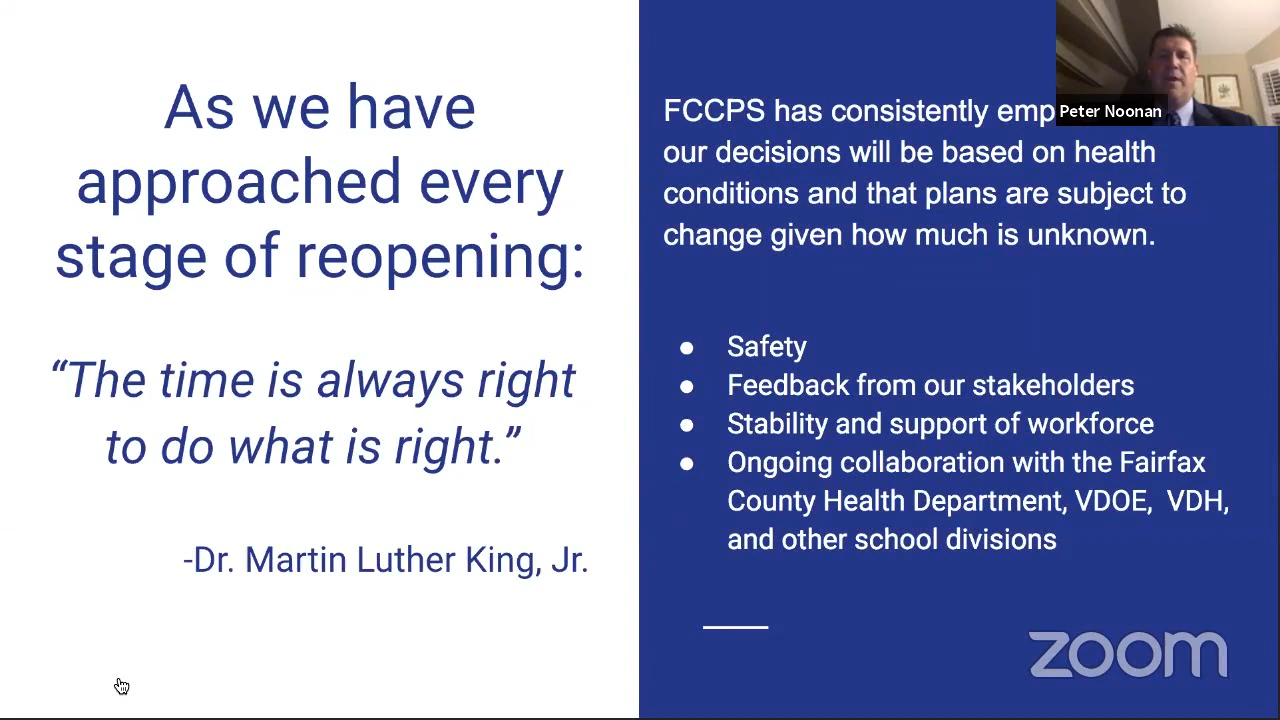 As we have
approached every
stage of reopening:
“The time is always right
to do what is right.”
-Dr. Martin Luther King, Jr.
Peter Noonan
FCCPS has consistently
our decisions will be based on health
conditions and that plans are subject to
change given how much is unknown.
● Safety
● Feedback from our stakeholders
● Stability and support of workforce
● Ongoing collaboration with the Fairfax
County Health Department, VDOE, VDH,
and other school divisions
zoom